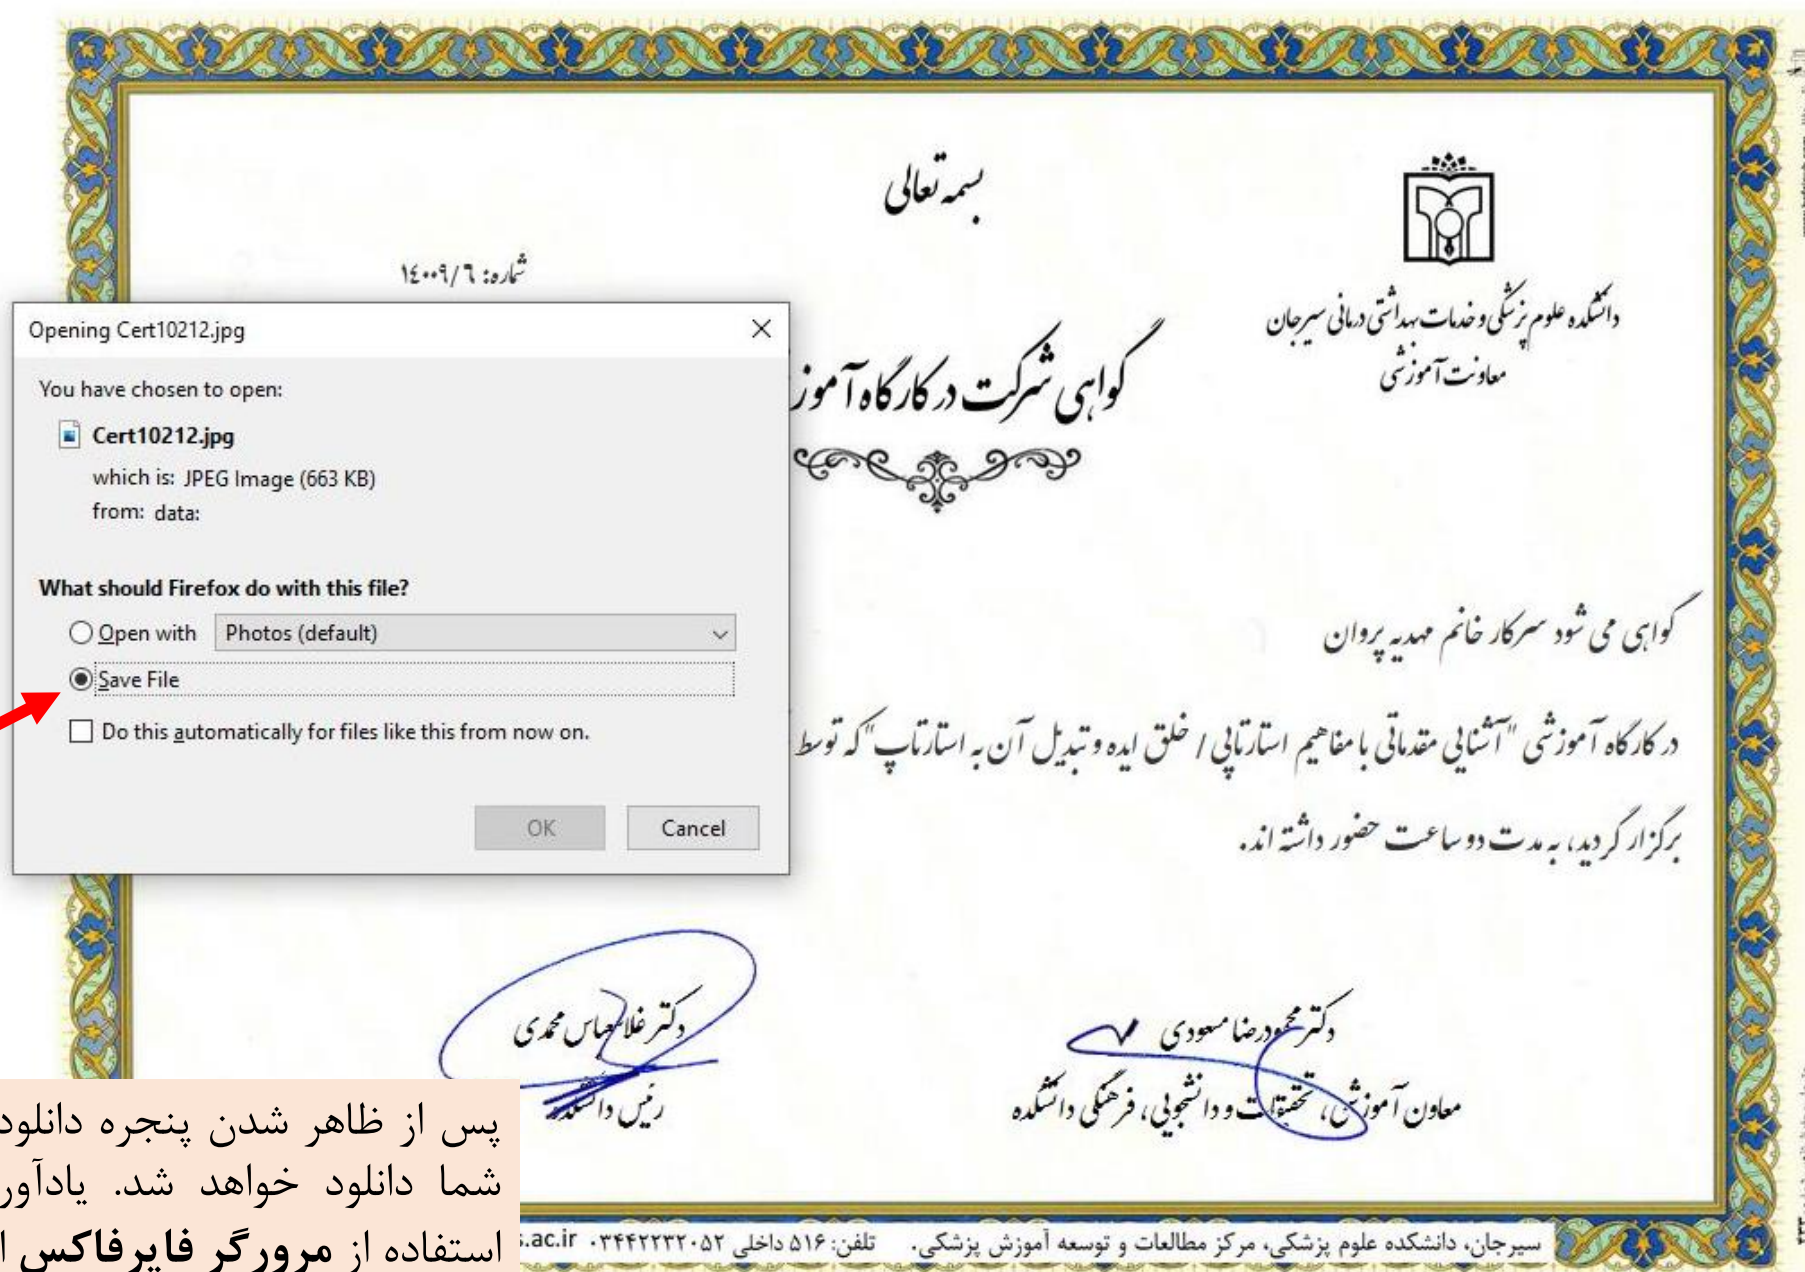 بسمه تعالی
شماره: ١٤٠٠٩/٦
دانشکده علوم پزشکی و خدمات بهداشتی درمانی سیرجان
معاونت آموزشی
گواهی شرکت در کارگاه آموز
Opening Cert10212.jpg
You have chosen to open:
Cert10212.jpg
which is: JPEG Image (663 KB)
from: data:
What should Firefox do with this file?
Open with Photos (default)
Save File
Do this automatically for files like this from now on.
OK Cancel
گواهی می شود سرکار خانم مهدیه پروان
در کارگاه آموزشی "آشنایی مقدماتی با مفاهیم استارتاپی / خلق ایده و تبدیل آن به استارتاپ" که توسط
برگزار گردید، به مدت دو ساعت حضور داشته اند.
دکتر محمودرضا مسعودی
معاون آموزشی، تحقیقات و دانشجویی، فرهنگی دانشکده
دکتر غلامعباس محمدی
رئیس دانشکده
پس از ظاهر شدن پنجره دانلود
شما دانلود خواهد شد. یادآور
استفاده از مرورگر فایرفاکس ا
سیرجان، دانشکده علوم پزشکی، مرکز مطالعات و توسعه آموزش پزشکی. تلفن: ۵۱۶ داخلی ۰۳۴۴۲۲۳۲۰۵۲ s.ac.ir